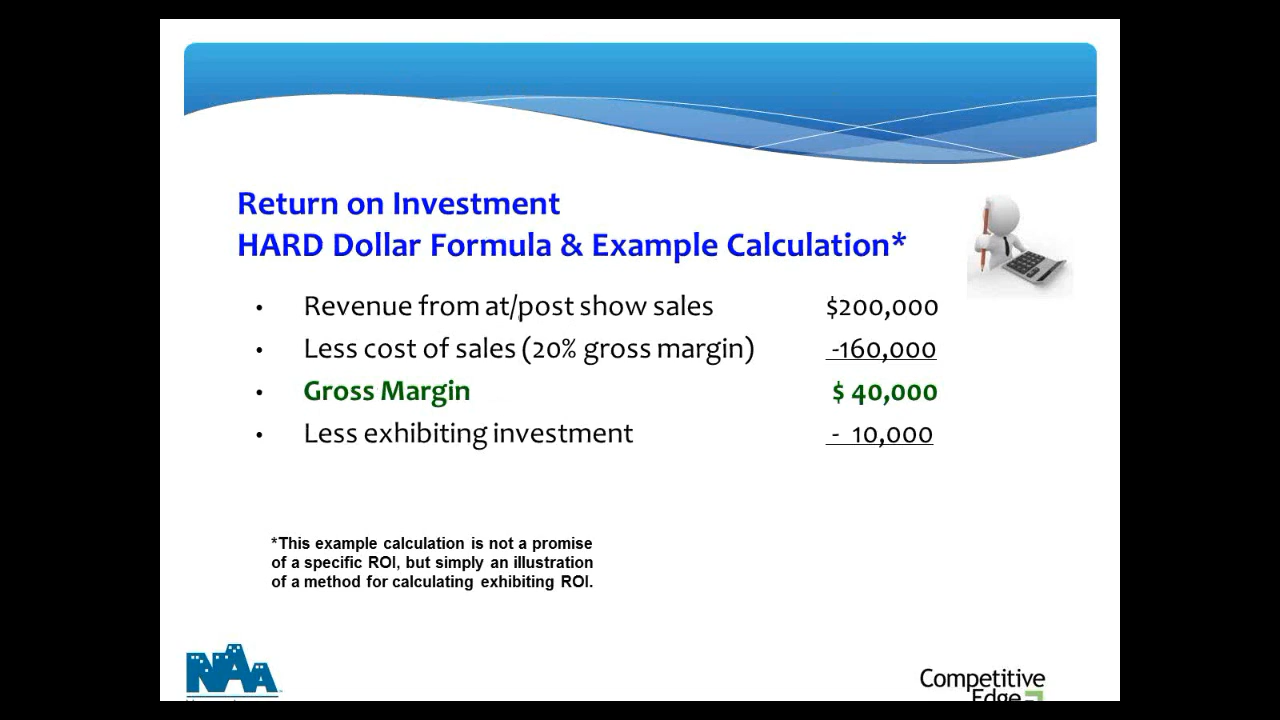 Return on Investment
HARD Dollar Formula & Example Calculation*
• Revenue from at/post show sales $200,000
• Less cost of sales (20% gross margin) -160,000
• Gross Margin $ 40,000
• Less exhibiting investment - 10,000
*This example calculation is not a promise
of a specific ROI, but simply an illustration
of a method for calculating exhibiting ROI.
NAA
Competitive
Edge